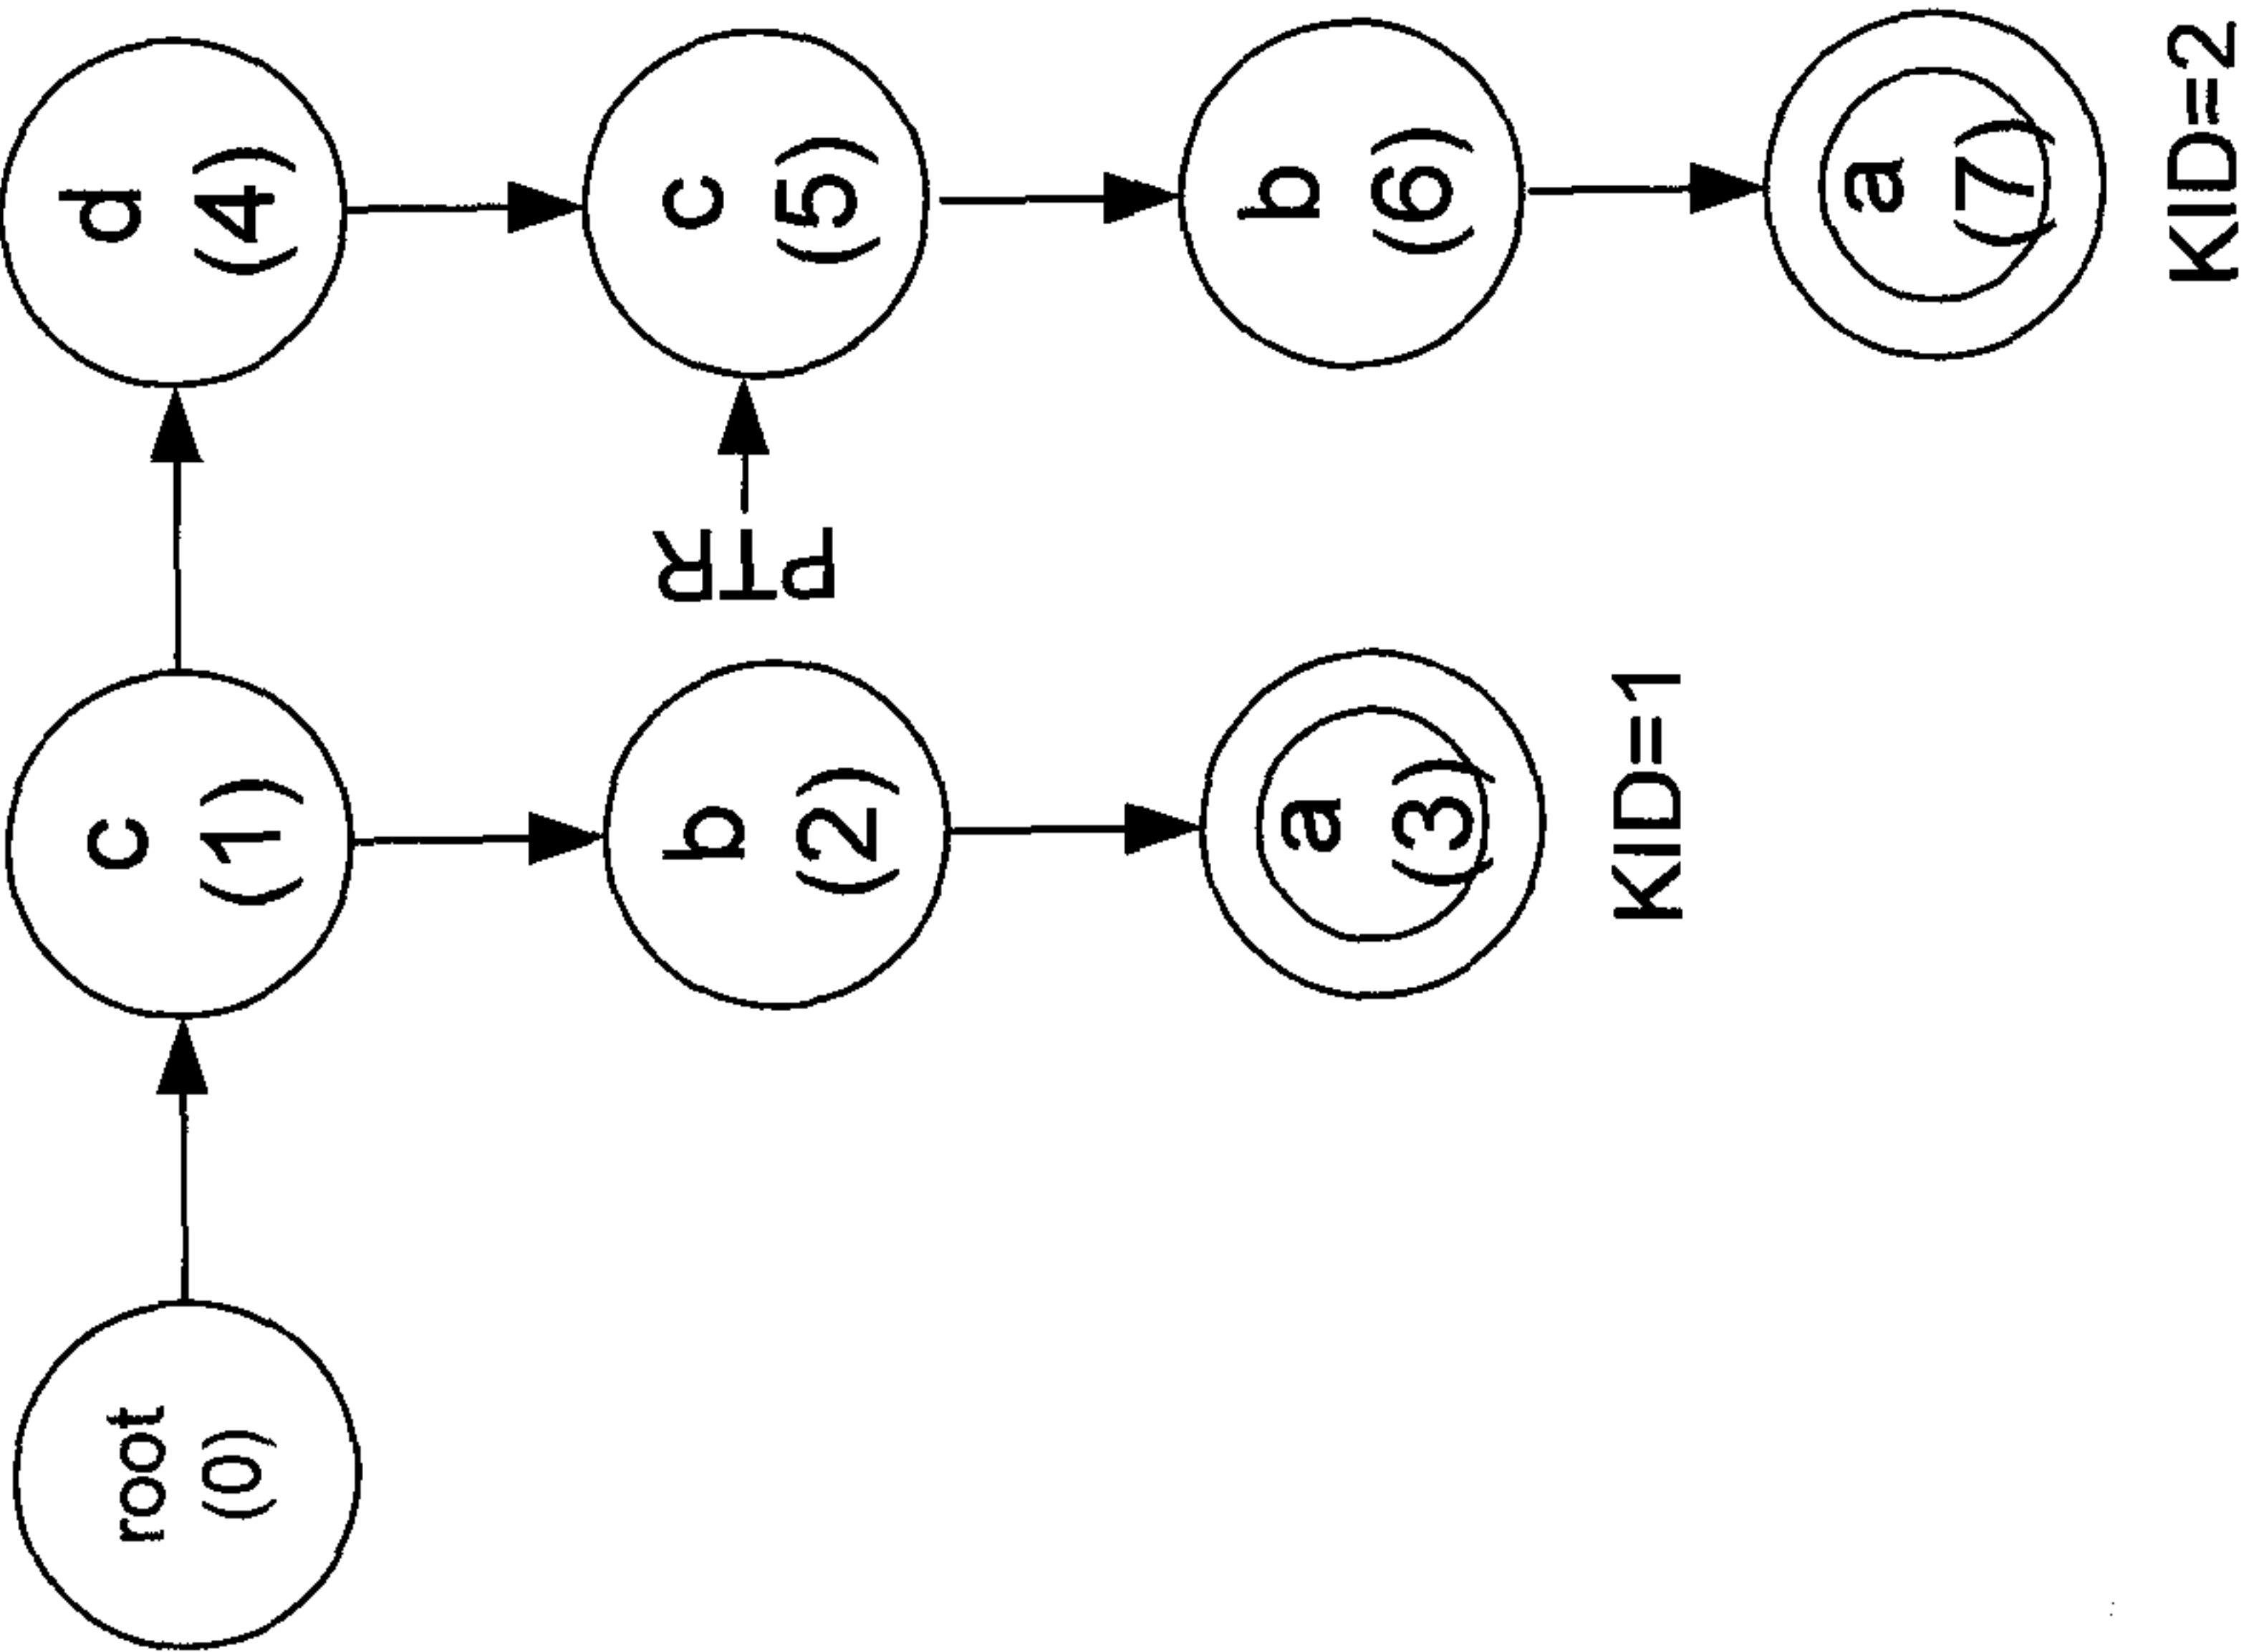 root
(0)
c
(1)
b
(2)
a
(3)
KID=1
d
(4)
PTR
c
(5)
b
(6)
a
(7)
KID=2